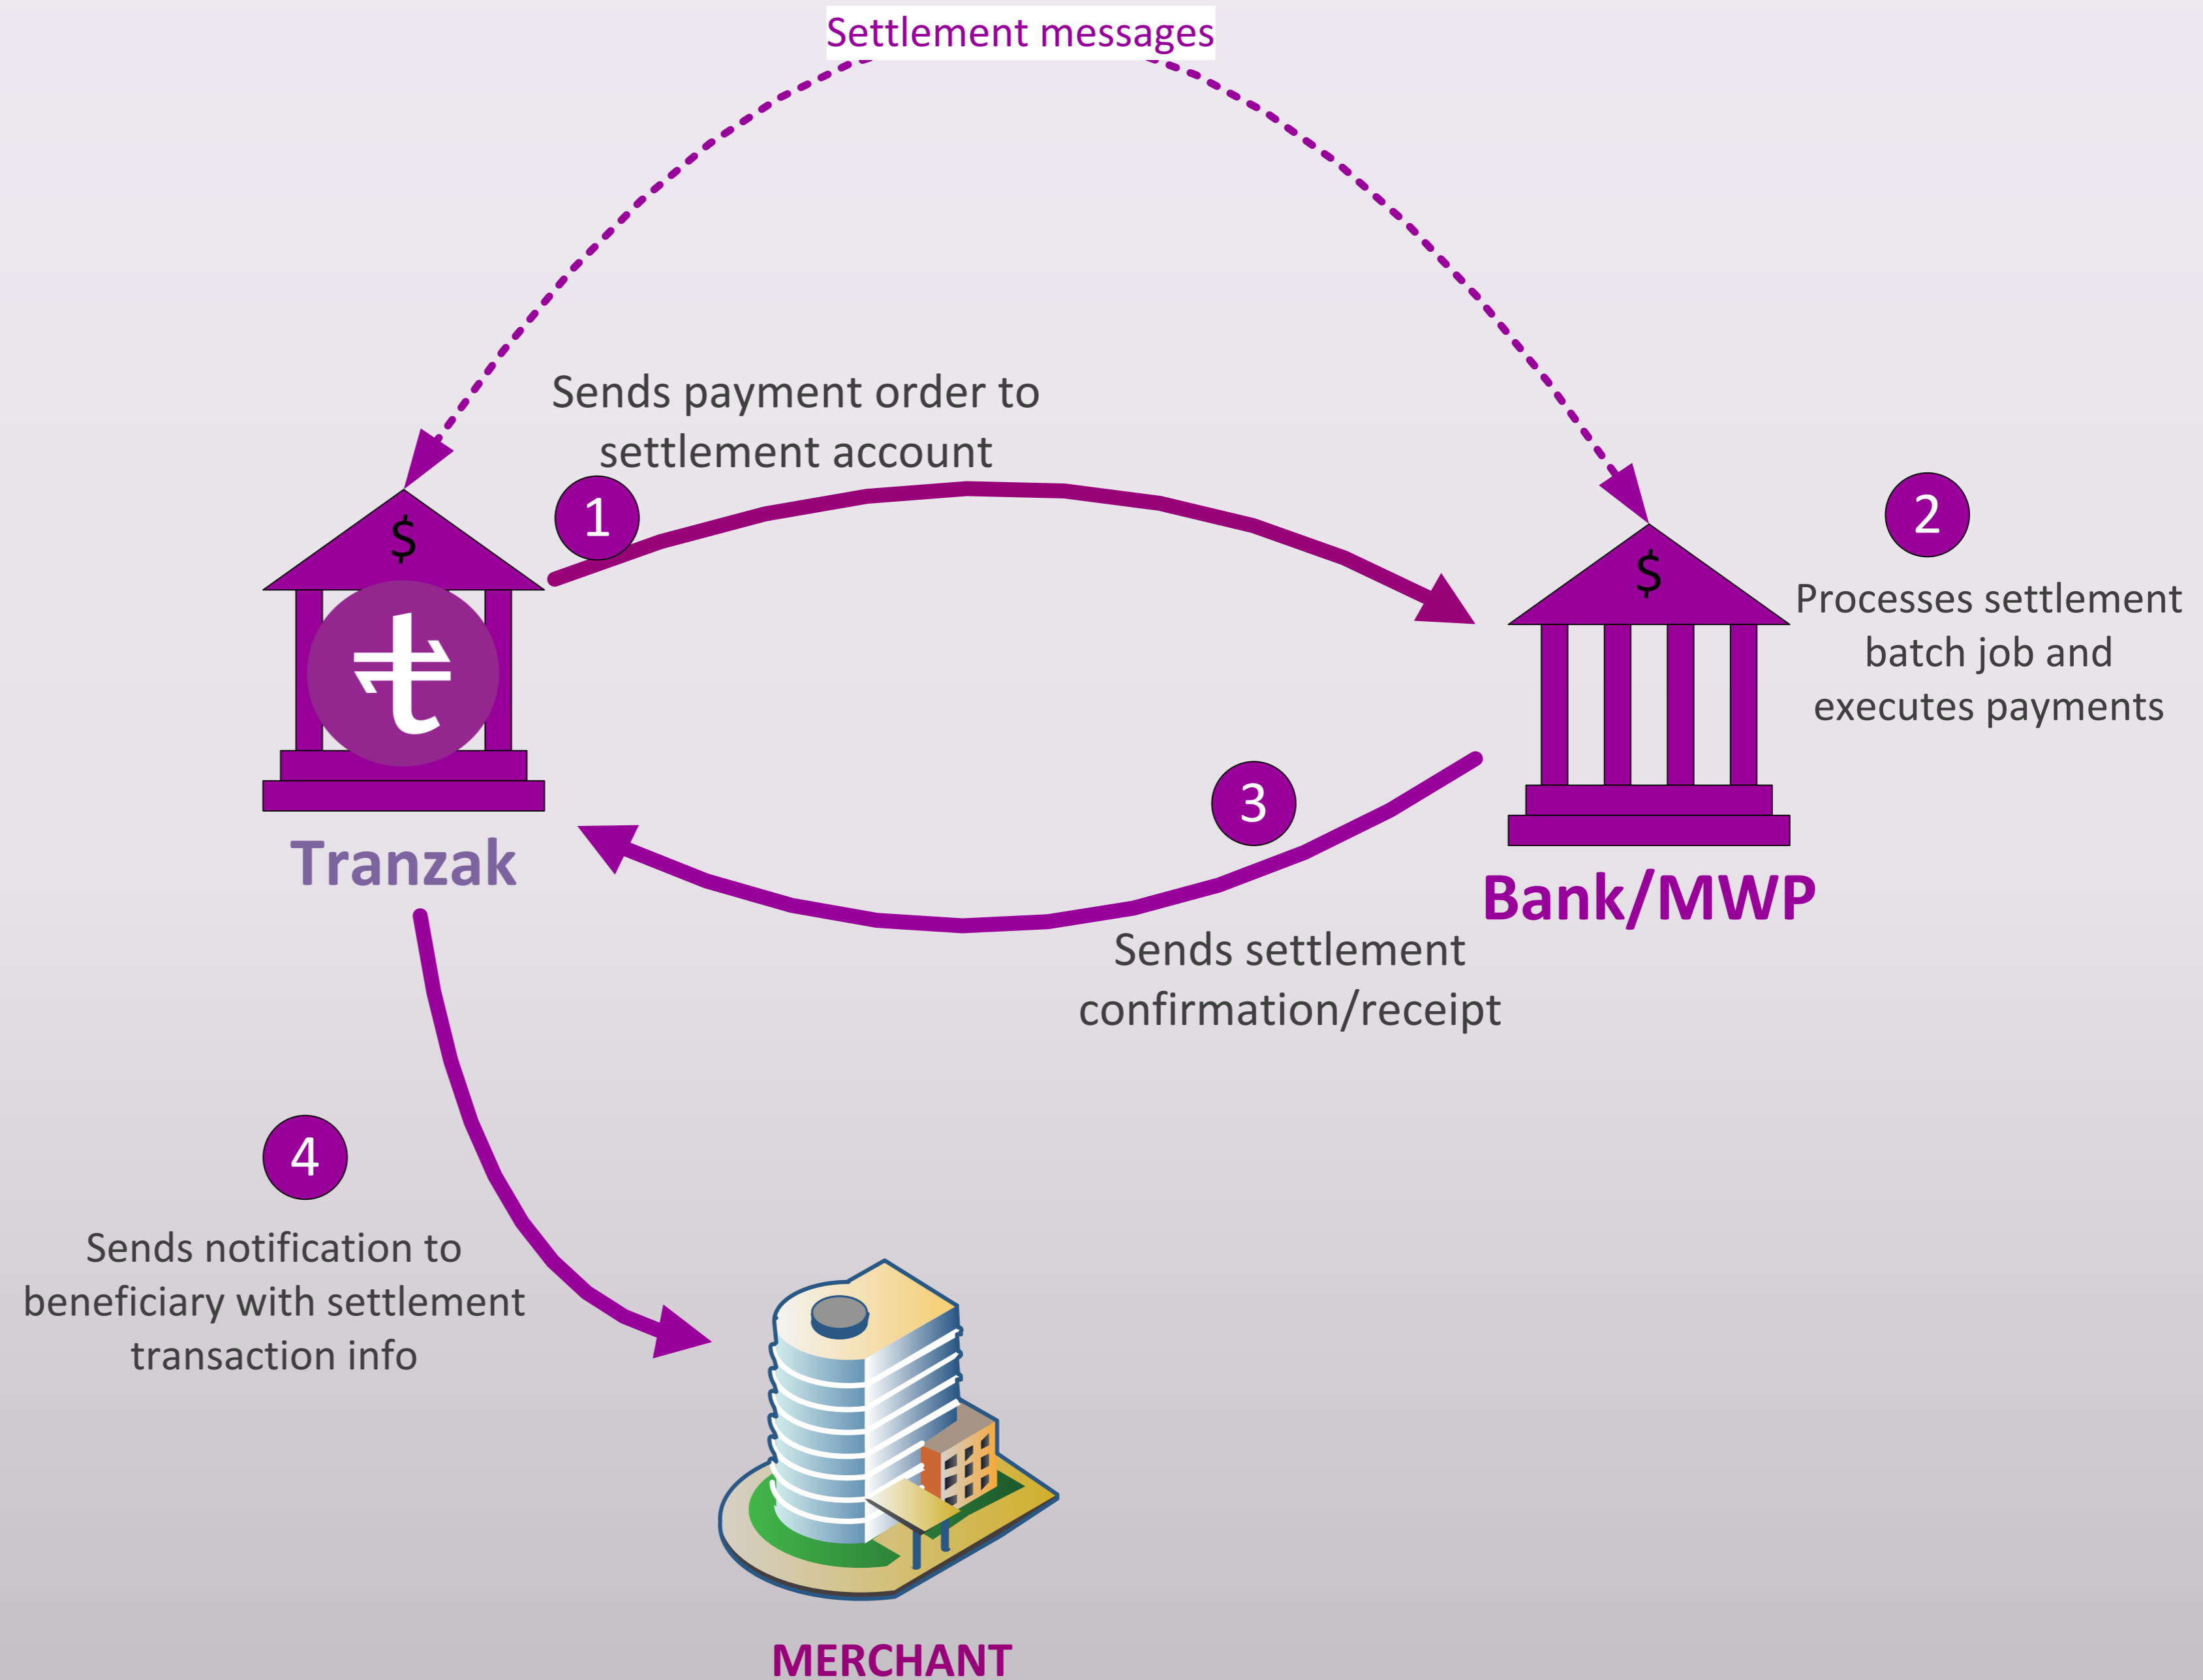 Settlement messages
Sends payment order to
settlement account
1
$
$
2
Processes settlement
batch job and
executes payments
t
Tranzak
3
Bank/MWP
Sends settlement
confirmation/receipt
4
Sends notification to
beneficiary with settlement
transaction info
MERCHANT